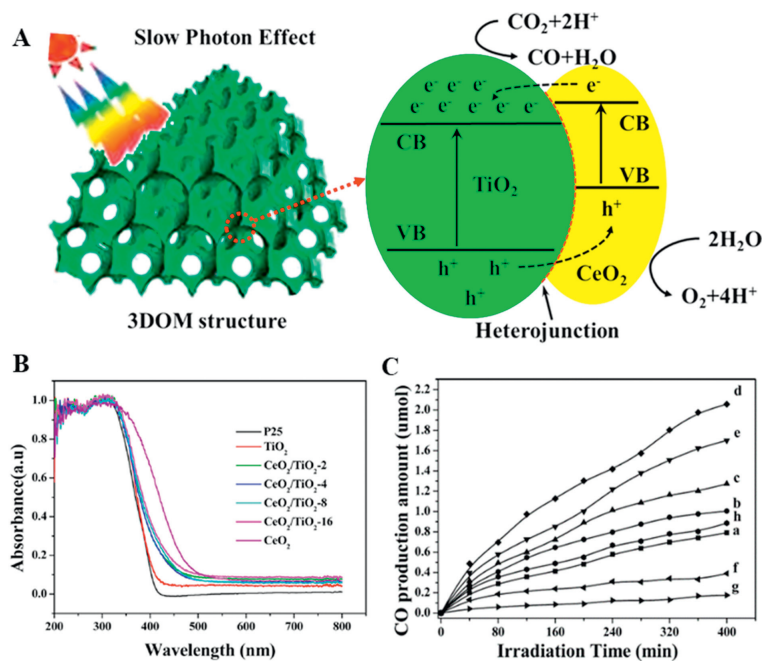 A
Slow Photon Effect
3DOM structure
CO₂+2H⁺
CO+H₂O
e⁻ e⁻ e⁻
e⁻ e⁻ e⁻ e⁻ e⁻
e⁻
CB
CB
TiO₂
VB
VB
h⁺
h⁺ h⁺
h⁺
CeO₂
2H₂O
O₂+4H⁺
Heterojunction
B
Absorbance(a.u)
1.0
0.8
0.6
0.4
0.2
0.0
P25
TiO₂
CeO₂/TiO₂-2
CeO₂/TiO₂-4
CeO₂/TiO₂-8
CeO₂/TiO₂-16
CeO₂
200 300 400 500 600 700 800
Wavelength (nm)
C
CO production amount (umol)
2.2
2.0
1.8
1.6
1.4
1.2
1.0
0.8
0.6
0.4
0.2
0.0
d
e
c
b
h
a
f
g
0 80 160 240 320 400
Irradiation Time (min)